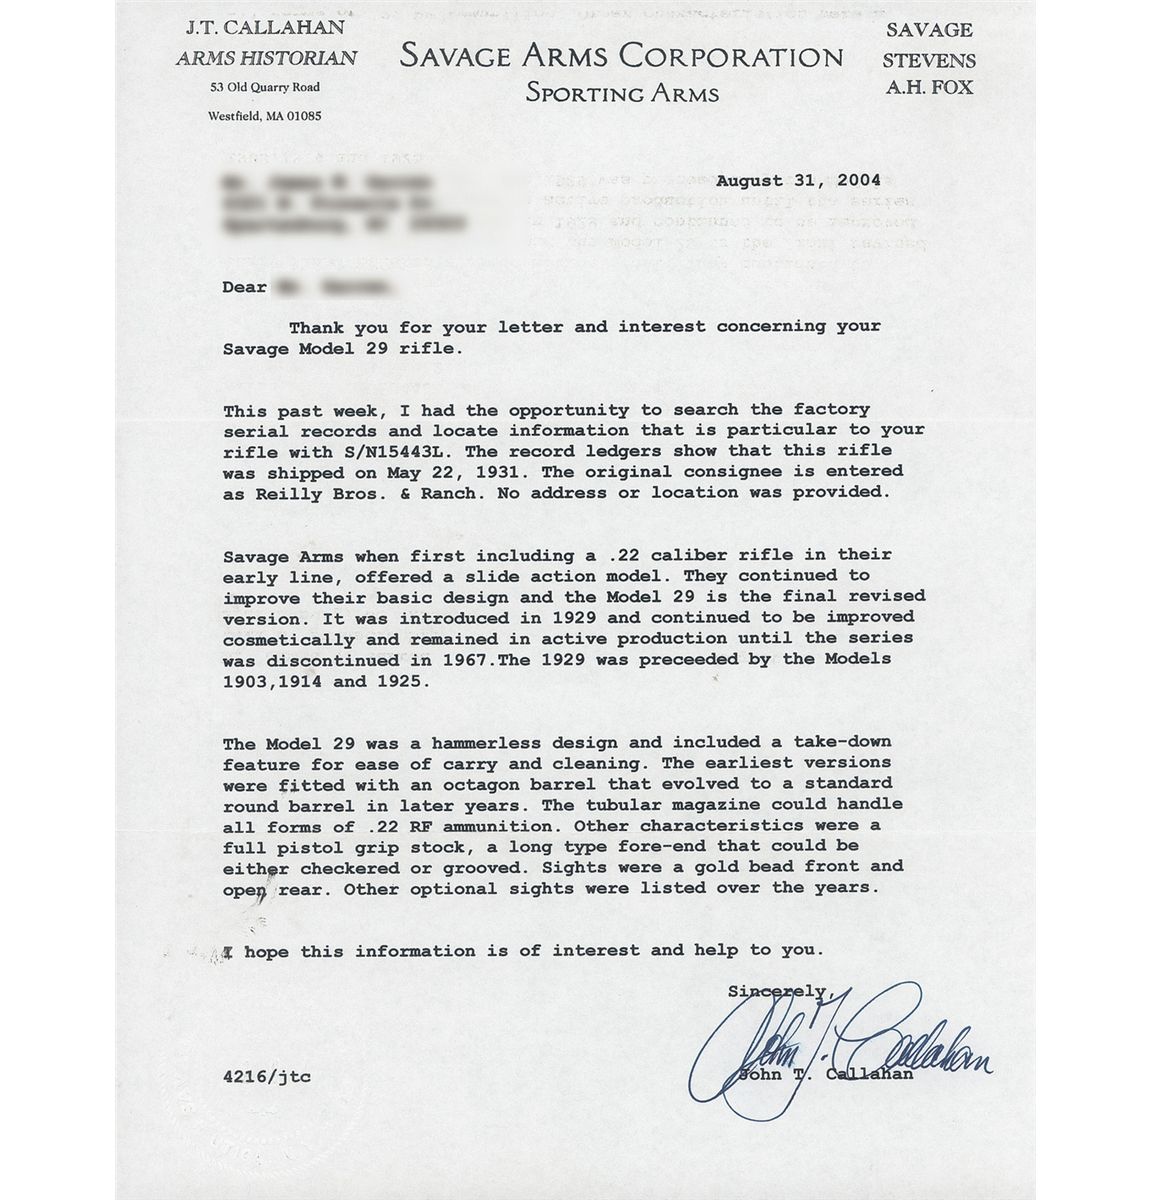 J.T. CALLAHAN
ARMS HISTORIAN
53 Old Quarry Road
Westfield, MA 01085
SAVAGE ARMS CORPORATION
SPORTING ARMS
SAVAGE
STEVENS
A.H. FOX
August 31, 2004
Dear
Thank you for your letter and interest concerning your
Savage Model 29 rifle.
This past week, I had the opportunity to search the factory
serial records and locate information that is particular to your
rifle with S/N15443L. The record ledgers show that this rifle
was shipped on May 22, 1931. The original consignee is entered
as Reilly Bros. & Ranch. No address or location was provided.
Savage Arms when first including a .22 caliber rifle in their
early line, offered a slide action model. They continued to
improve their basic design and the Model 29 is the final revised
version. It was introduced in 1929 and continued to be improved
cosmetically and remained in active production until the series
was discontinued in 1967.The 1929 was preceeded by the Models
1903,1914 and 1925.
The Model 29 was a hammerless design and included a take-down
feature for ease of carry and cleaning. The earliest versions
were fitted with an octagon barrel that evolved to a standard
round barrel in later years. The tubular magazine could handle
all forms of .22 RF ammunition. Other characteristics were a
full pistol grip stock, a long type fore-end that could be
either checkered or grooved. Sights were a gold bead front and
open rear. Other optional sights were listed over the years.
I hope this information is of interest and help to you.
Sincerely,
John T. Callahan
John T. Callahan
4216/jtc